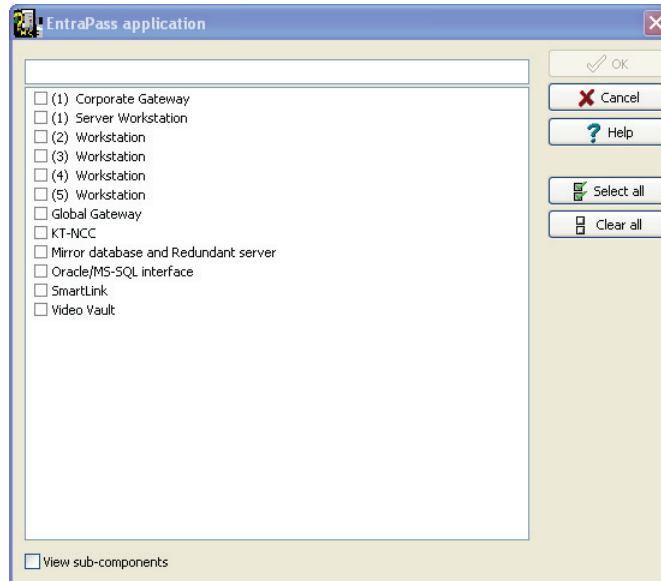 EntraPass application
OK
(1) Corporate Gateway
(1) Server Workstation
(2) Workstation
(3) Workstation
(4) Workstation
(5) Workstation
Global Gateway
KT-NCC
Mirror database and Redundant server
Oracle/MS-SQL interface
SmartLink
Video Vault
Cancel
Help
Select all
Clear all
View sub-components